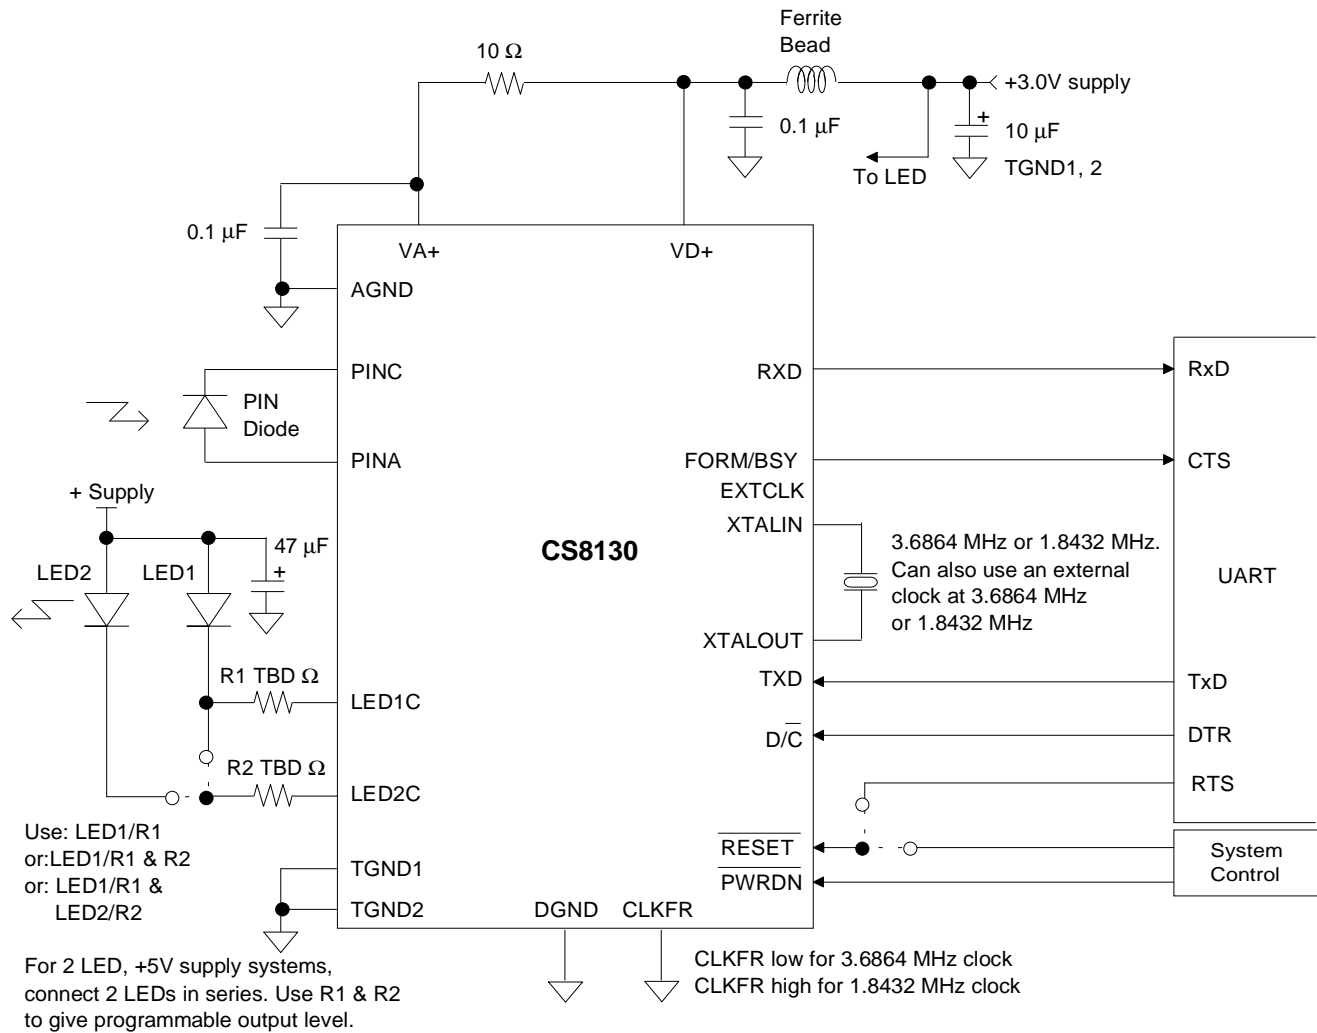 Ferrite
Bead
10 Ω
+3.0V supply
0.1 µF
+
10 µF
To LED
TGND1, 2
0.1 µF
VA+
VD+
AGND
PINC
RXD
RxD
PIN
Diode
PINA
FORM/BSY
CTS
EXTCLK
+ Supply
XTALIN
47 µF
+
LED2
LED1
CS8130
3.6864 MHz or 1.8432 MHz.
Can also use an external
clock at 3.6864 MHz
or 1.8432 MHz
UART
XTALOUT
R1 TBD Ω
TXD
TxD
LED1C
D/C
DTR
R2 TBD Ω
LED2C
RTS
Use: LED1/R1
or:LED1/R1 & R2
or: LED1/R1 &
LED2/R2
RESET
System
Control
TGND1
PWRDN
TGND2
DGND
CLKFR
For 2 LED, +5V supply systems,
connect 2 LEDs in series. Use R1 & R2
to give programmable output level.
CLKFR low for 3.6864 MHz clock
CLKFR high for 1.8432 MHz clock